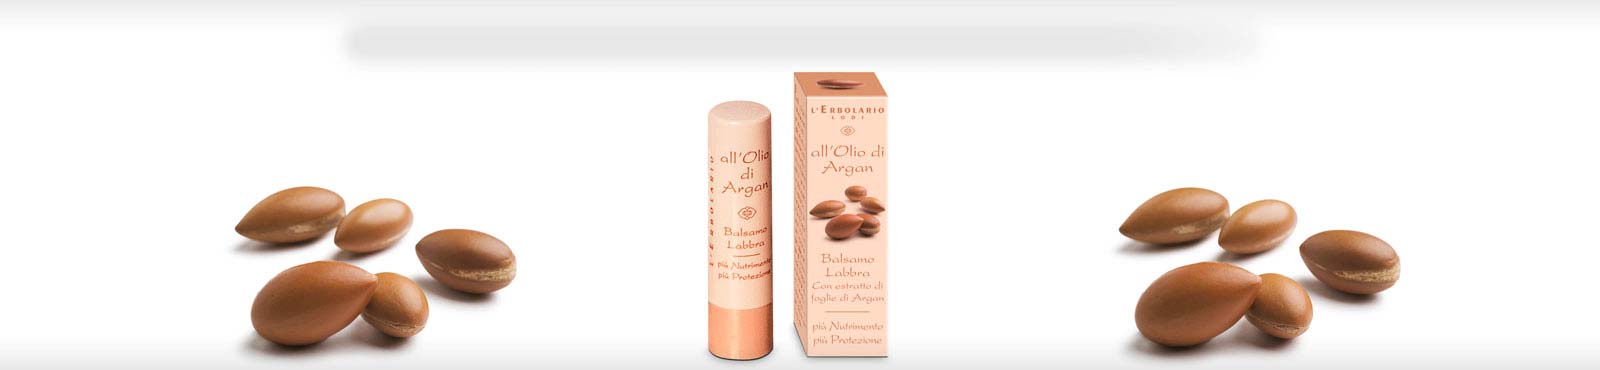 all'Olio
di
Argan
Balsamo
Labbra
più Nutrimento
più Protezione
L'ERBOLARIO
L'ERBOLARIO
LODI
all'Olio di
Argan
Balsamo
Labbra
Con estratto di
foglie di Argan
più Nutrimento
più Protezione